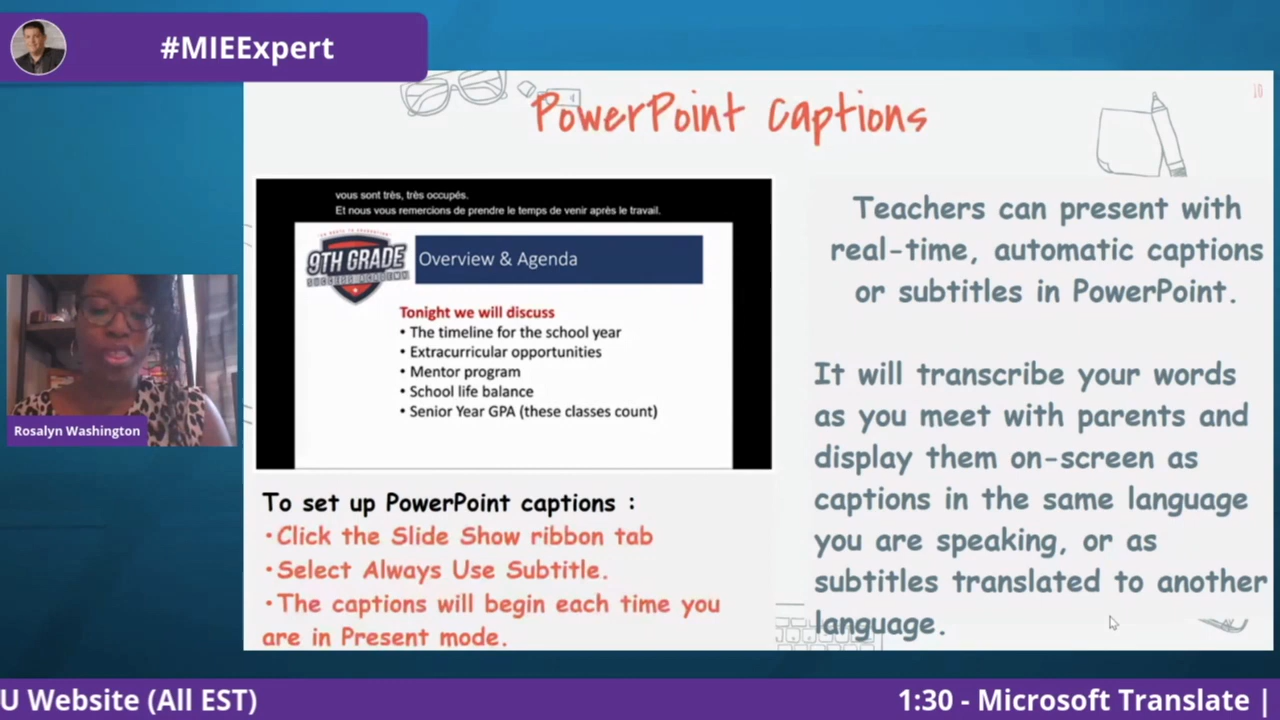 #MIEExpert
PowerPoint Captions
10
vous sont très, très occupés.
Et nous vous remercions de prendre le temps de venir après le travail.
9TH GRADE
Overview & Agenda
Tonight we will discuss
• The timeline for the school year
• Extracurricular opportunities
• Mentor program
• School life balance
• Senior Year GPA (these classes count)
To set up PowerPoint captions :
•Click the Slide Show ribbon tab
•Select Always Use Subtitle.
•The captions will begin each time you
are in Present mode.
Teachers can present with
real-time, automatic captions
or subtitles in PowerPoint.
It will transcribe your words
as you meet with parents and
display them on-screen as
captions in the same language
you are speaking, or as
subtitles translated to another
language.
Rosalyn Washington
U Website (All EST)
1:30 - Microsoft Translate |